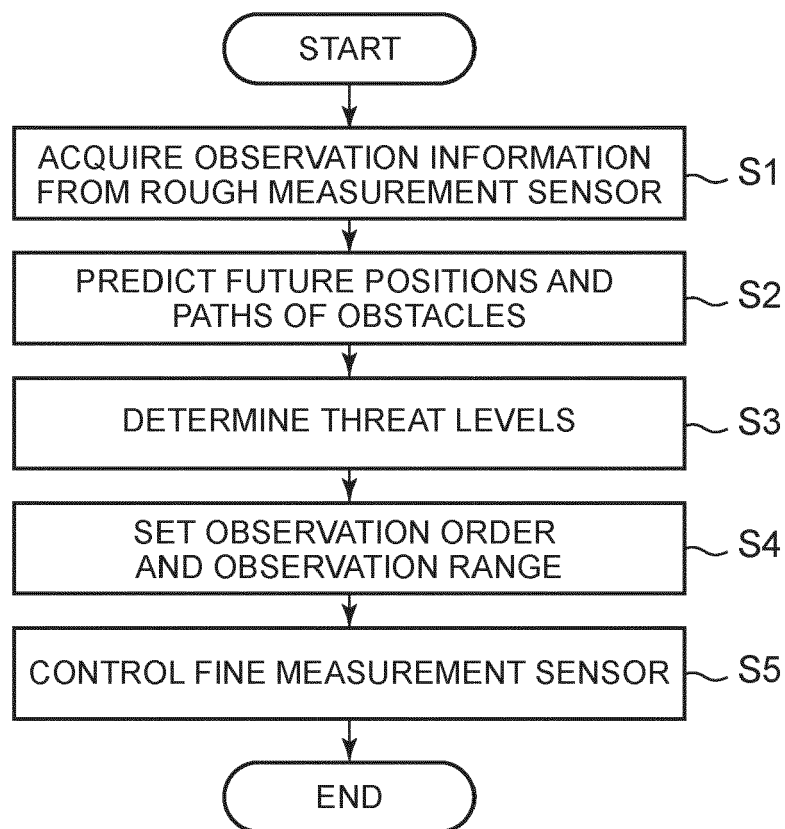 START
ACQUIRE OBSERVATION INFORMATION
FROM ROUGH MEASUREMENT SENSOR
S1
PREDICT FUTURE POSITIONS AND
PATHS OF OBSTACLES
S2
DETERMINE THREAT LEVELS
S3
SET OBSERVATION ORDER
AND OBSERVATION RANGE
S4
CONTROL FINE MEASUREMENT SENSOR
S5
END